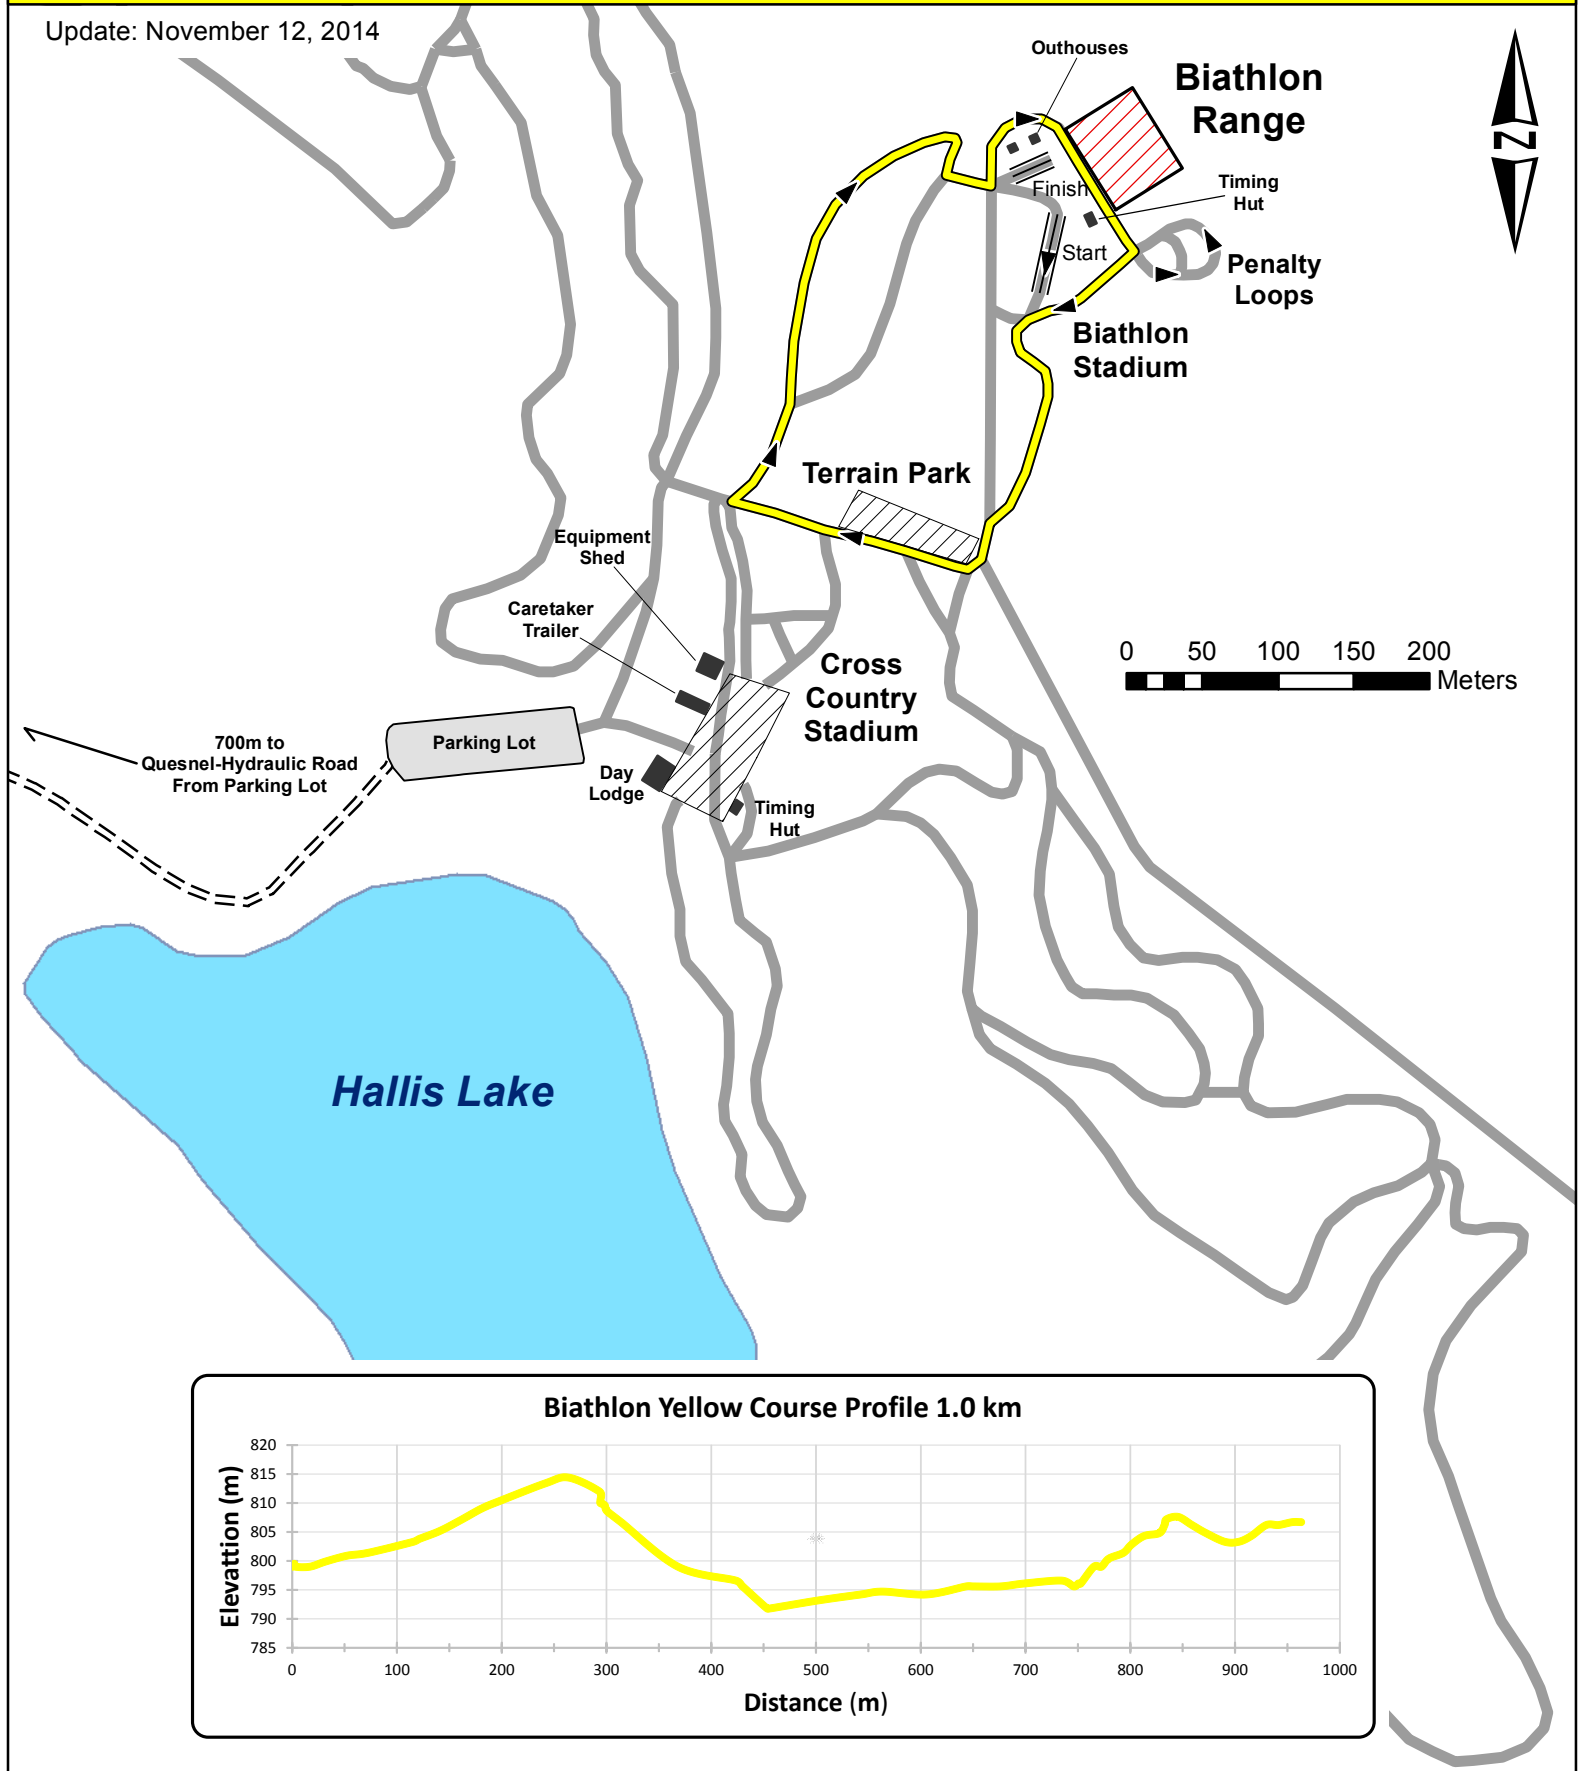 Update: November 12, 2014
Outhouses
Biathlon
Range
N
Finish
Timing
Hut
Start
Penalty
Loops
Biathlon
Stadium
Terrain Park
Equipment
Shed
Caretaker
Trailer
0 50 100 150 200
Meters
Cross
Country
Stadium
Parking Lot
700m to
Quesnel-Hydraulic Road
From Parking Lot
Day
Lodge
Timing
Hut
Hallis Lake
Biathlon Yellow Course Profile 1.0 km
Elevattion (m)
820
815
810
805
800
795
790
785
0 100 200 300 400 500 600 700 800 900 1000
Distance (m)